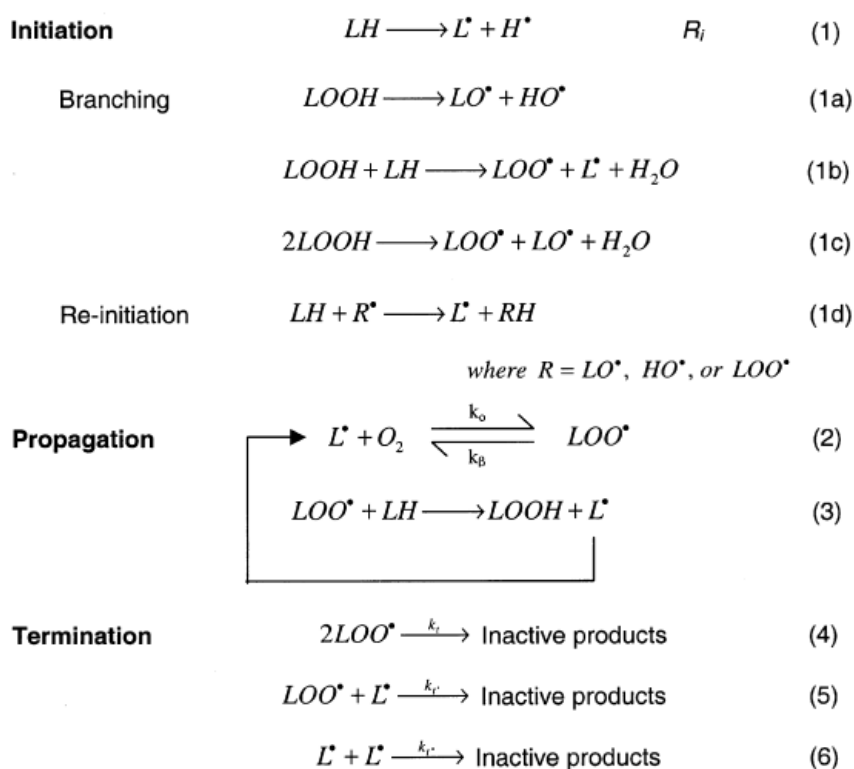 Initiation LH ⟶ L• + H• Ri (1)
Branching LOOH ⟶ LO• + HO• (1a)
LOOH + LH ⟶ LOO• + L• + H₂O (1b)
2LOOH ⟶ LOO• + LO• + H₂O (1c)
Re-initiation LH + R• ⟶ L• + RH (1d)
where R = LO•, HO•, or LOO•
Propagation L• + O₂ ko ⇌ kβ LOO• (2)
LOO• + LH ⟶ LOOH + L• (3)
Termination 2LOO• kt ⟶ Inactive products (4)
LOO• + L• kt' ⟶ Inactive products (5)
L• + L• kt" ⟶ Inactive products (6)